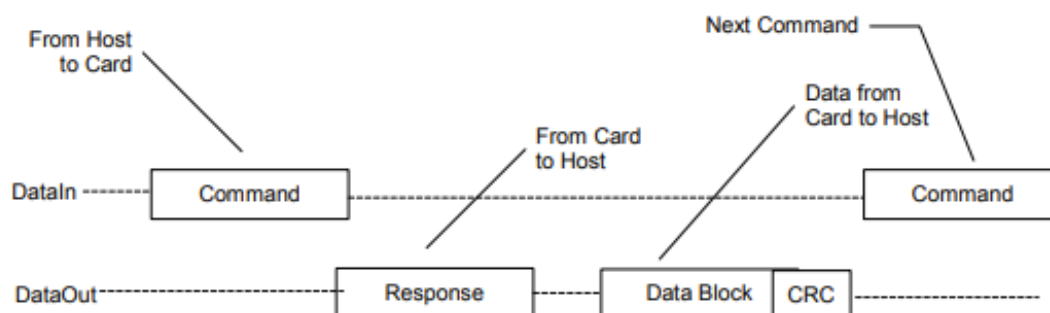 From Host
to Card
Next Command
Data from
Card to Host
From Card
to Host
DataIn
Command
Command
DataOut
Response
Data Block
CRC